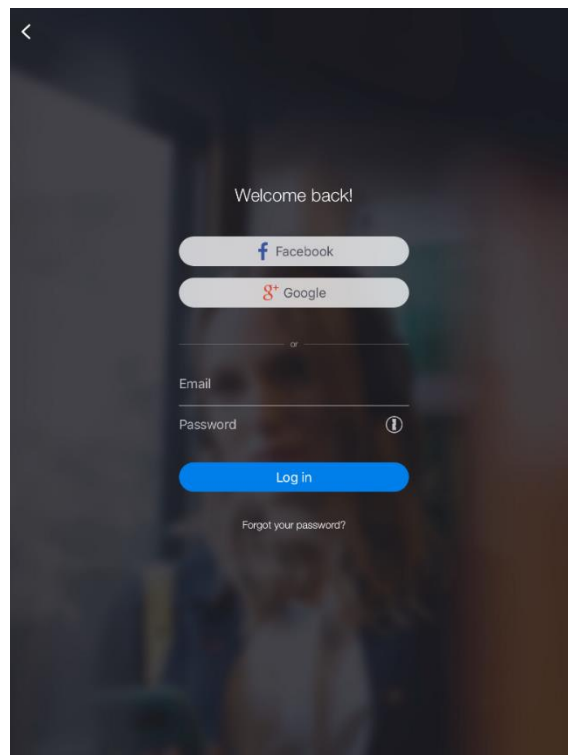 Welcome back!
f Facebook
g+ Google
or
Email
Password
Log in
Forgot your password?